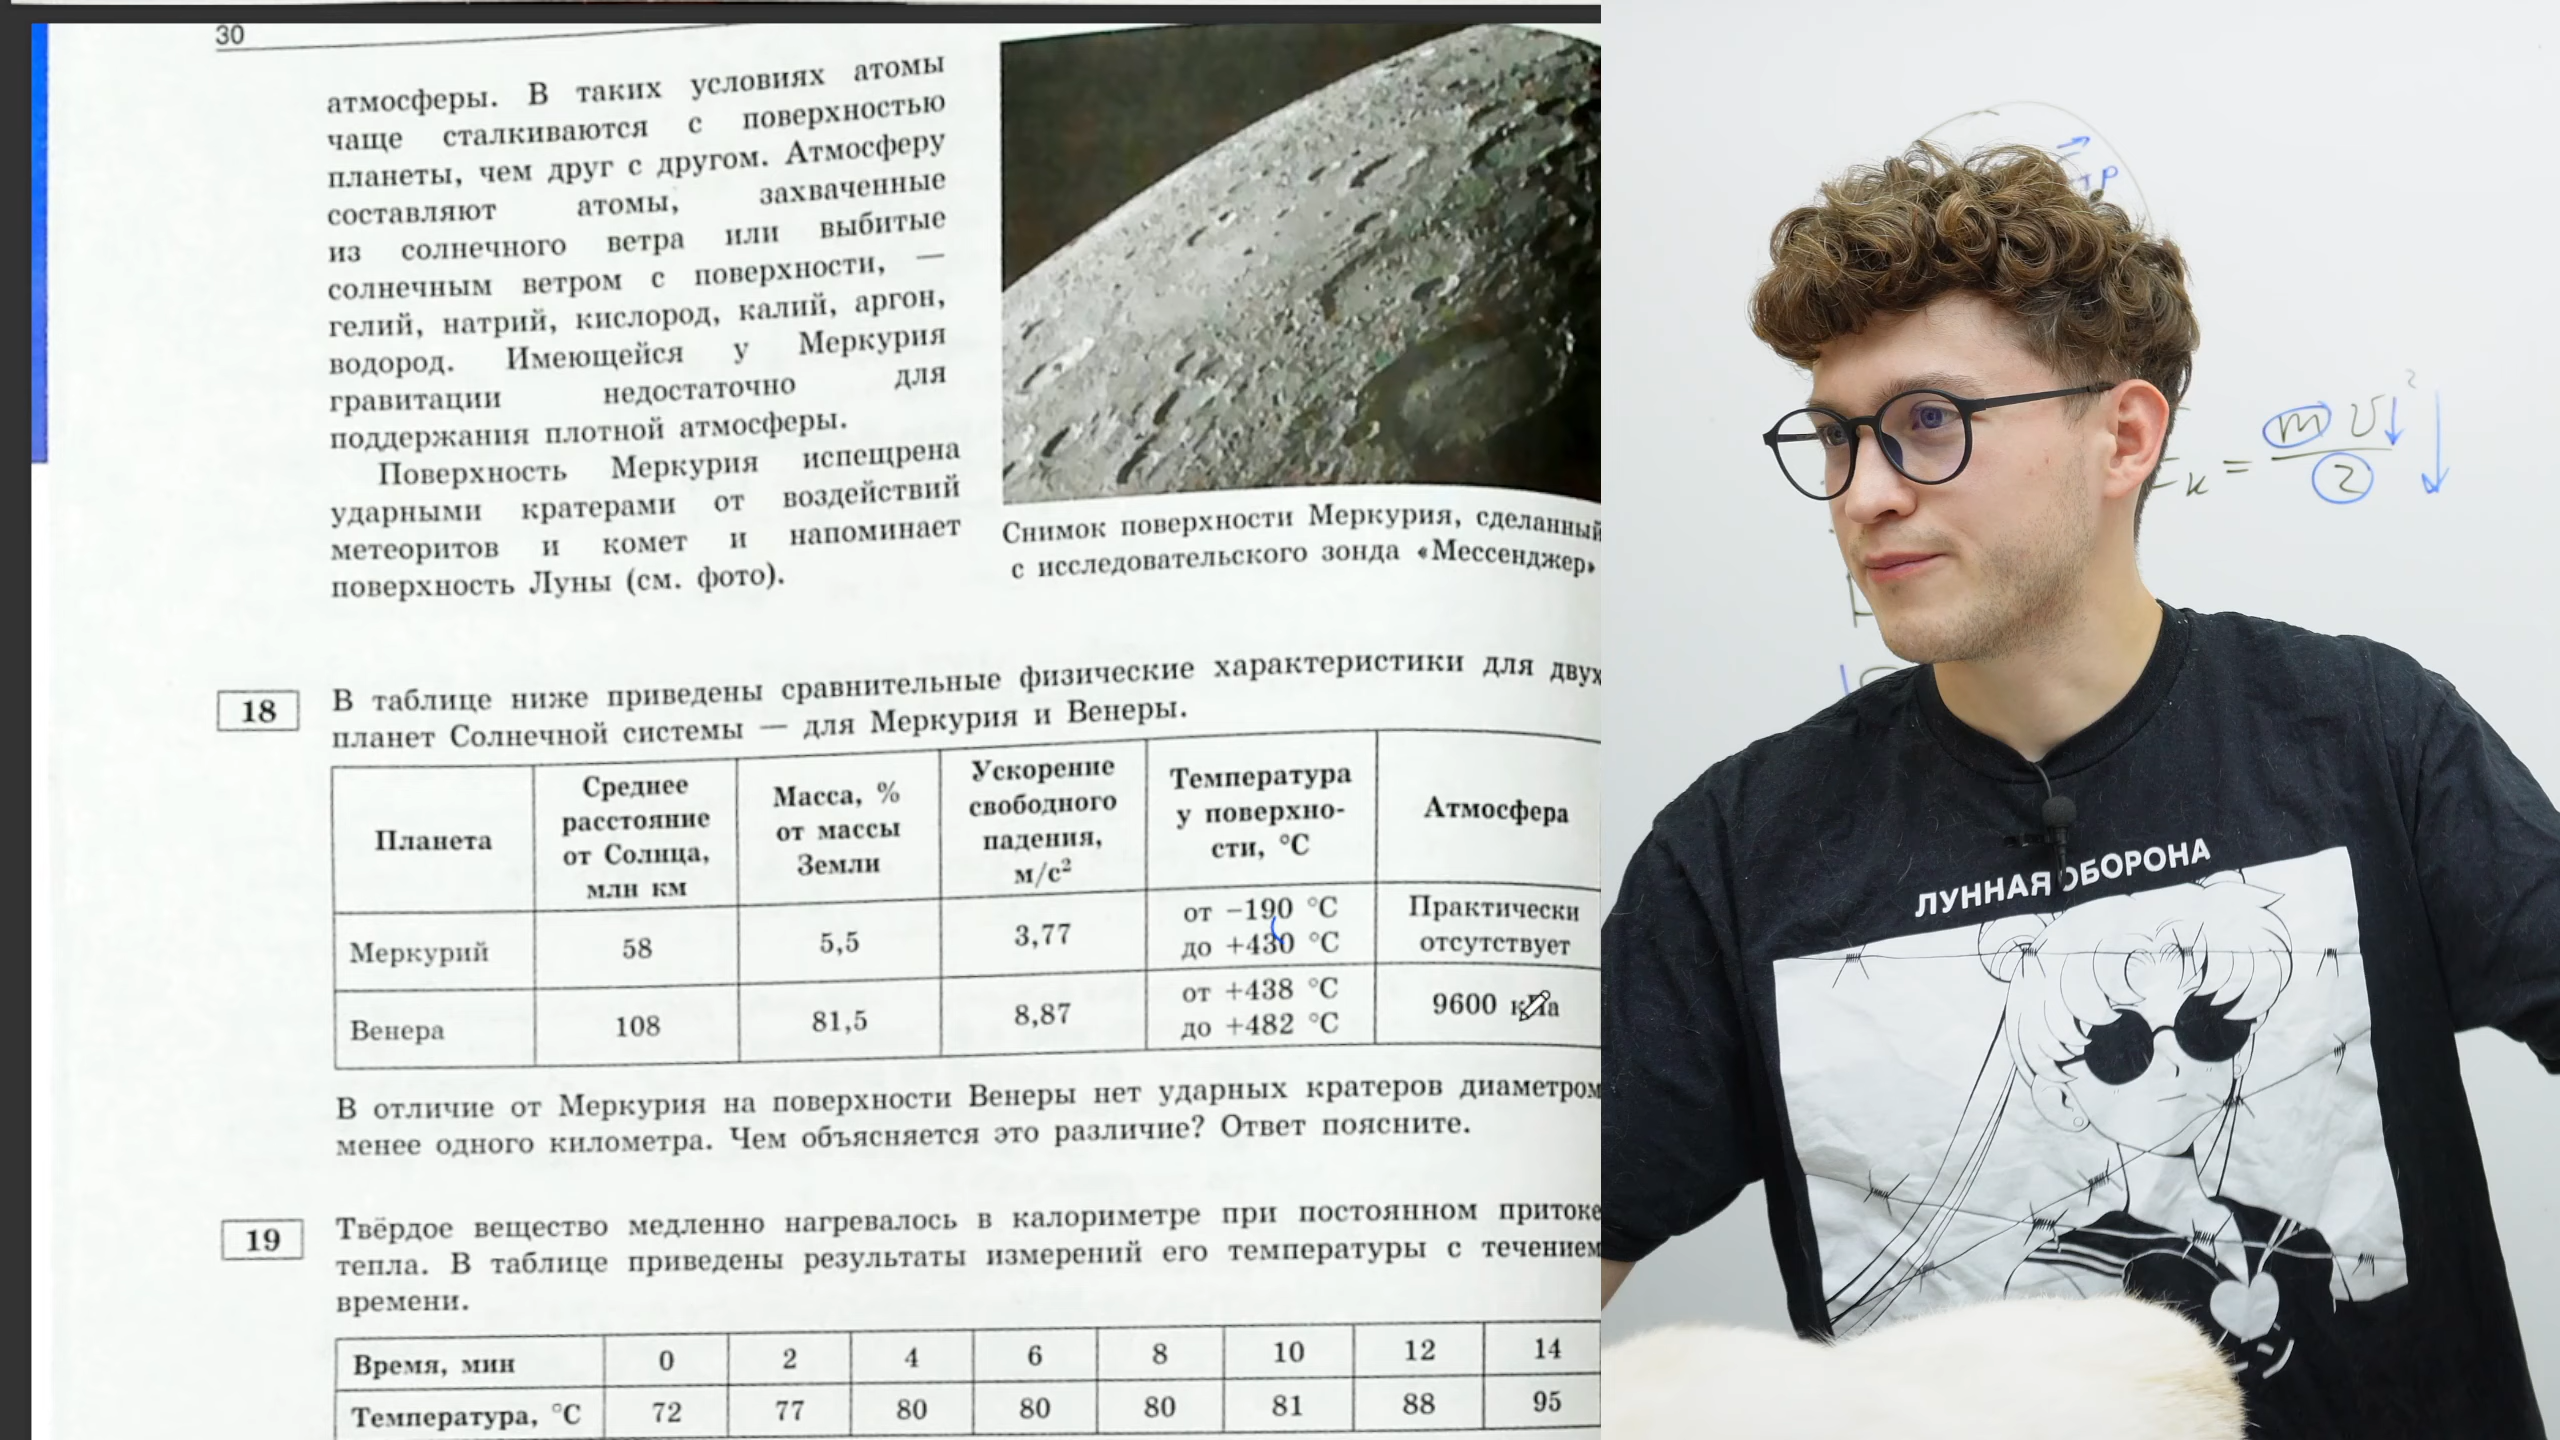 30
атмосферы. В таких условиях атомы
чаще сталкиваются с поверхностью
планеты, чем друг с другом. Атмосферу
составляют атомы, захваченные
из солнечного ветра или выбитые
солнечным ветром с поверхности, —
гелий, натрий, кислород, калий, аргон,
водород. Имеющейся у Меркурия
гравитации недостаточно для
поддержания плотной атмосферы.
Поверхность Меркурия испещрена
ударными кратерами от воздействий
метеоритов и комет и напоминает
поверхность Луны (см. фото).
Снимок поверхности Меркурия, сделанный
с исследовательского зонда «Мессенджер»
18
В таблице ниже приведены сравнительные физические характеристики для двух
планет Солнечной системы — для Меркурия и Венеры.
Планета
Среднее
расстояние
от Солнца,
млн км
Масса, %
от массы
Земли
Ускорение
свободного
падения,
м/с²
Температура
у поверхно-
сти, °C
Атмосфера
Меркурий
58
5,5
3,77
от −190 °C
до +430 °C
Практически
отсутствует
Венера
108
81,5
8,87
от +438 °C
до +482 °C
9600 кПа
В отличие от Меркурия на поверхности Венеры нет ударных кратеров диаметром
менее одного километра. Чем объясняется это различие? Ответ поясните.
19
Твёрдое вещество медленно нагревалось в калориметре при постоянном притоке
тепла. В таблице приведены результаты измерений его температуры с течением
времени.
Время, мин 0 2 4 6 8 10 12 14
Температура, °C 72 77 80 80 80 81 88 95
тр
к = m v² / 2
ЛУННАЯ ОБОРОНА